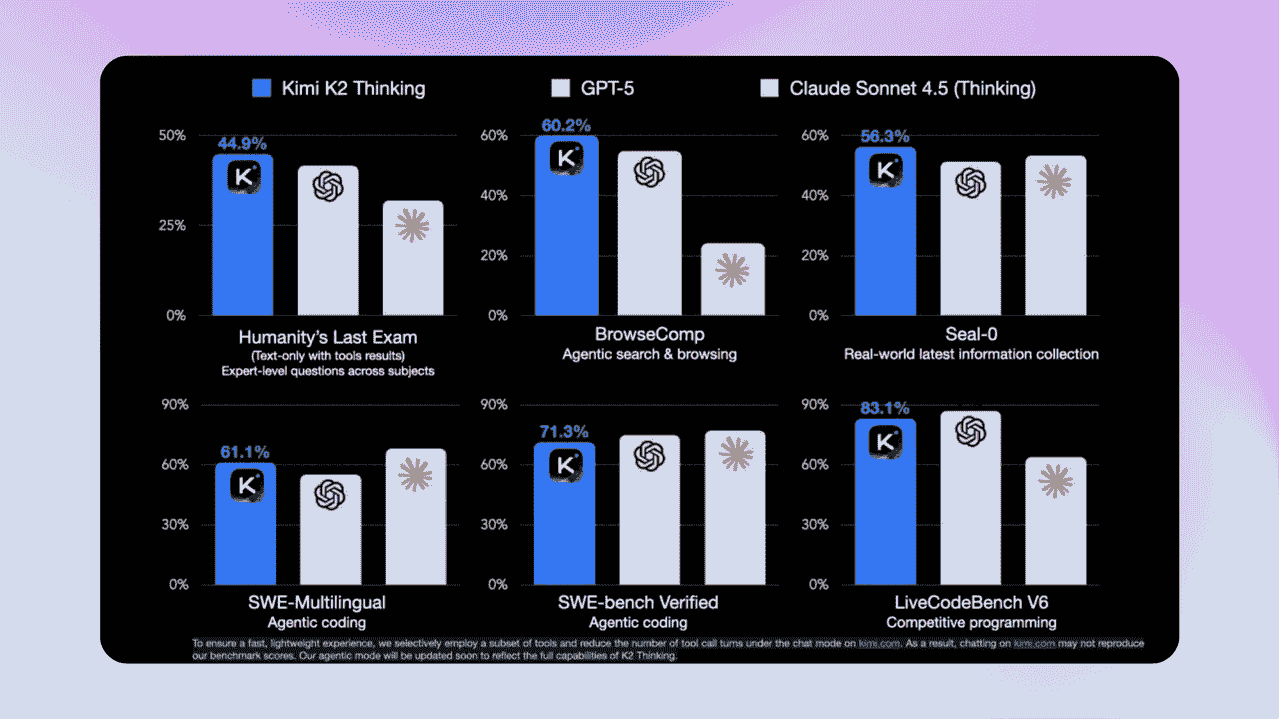 Kimi K2 Thinking
GPT-5
Claude Sonnet 4.5 (Thinking)
50%
25%
0%
44.9%
K
Humanity's Last Exam
(Text-only with tools results)
Expert-level questions across subjects
60%
40%
20%
0%
60.2%
K
BrowseComp
Agentic search & browsing
60%
40%
20%
0%
56.3%
K
Seal-0
Real-world latest information collection
90%
60%
30%
0%
61.1%
K
SWE-Multilingual
Agentic coding
90%
60%
30%
0%
71.3%
K
SWE-bench Verified
Agentic coding
90%
60%
30%
0%
83.1%
K
LiveCodeBench V6
Competitive programming
To ensure a fast, lightweight experience, we selectively employ a subset of tools and reduce the number of tool call turns under the chat mode on kimi.com. As a result, chatting on kimi.com may not reproduce
our benchmark scores. Our agentic mode will be updated soon to reflect the full capabilities of K2 Thinking.